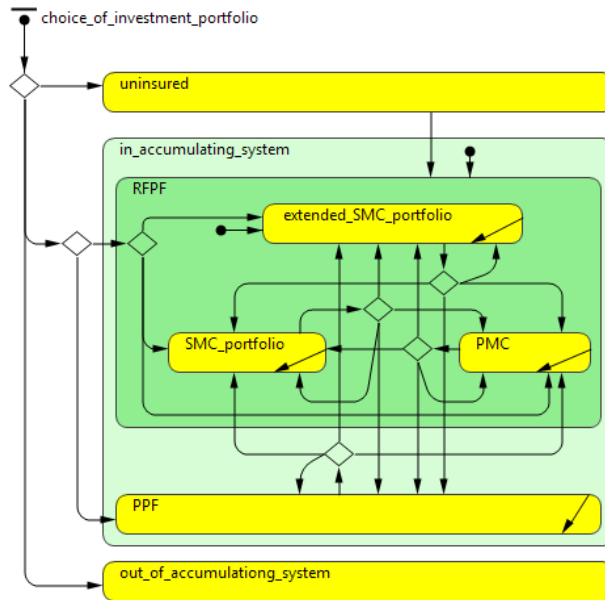 choice_of_investment_portfolio
uninsured
in_accumulating_system
RFPF
extended_SMC_portfolio
SMC_portfolio
PMC
PPF
out_of_accumulationg_system